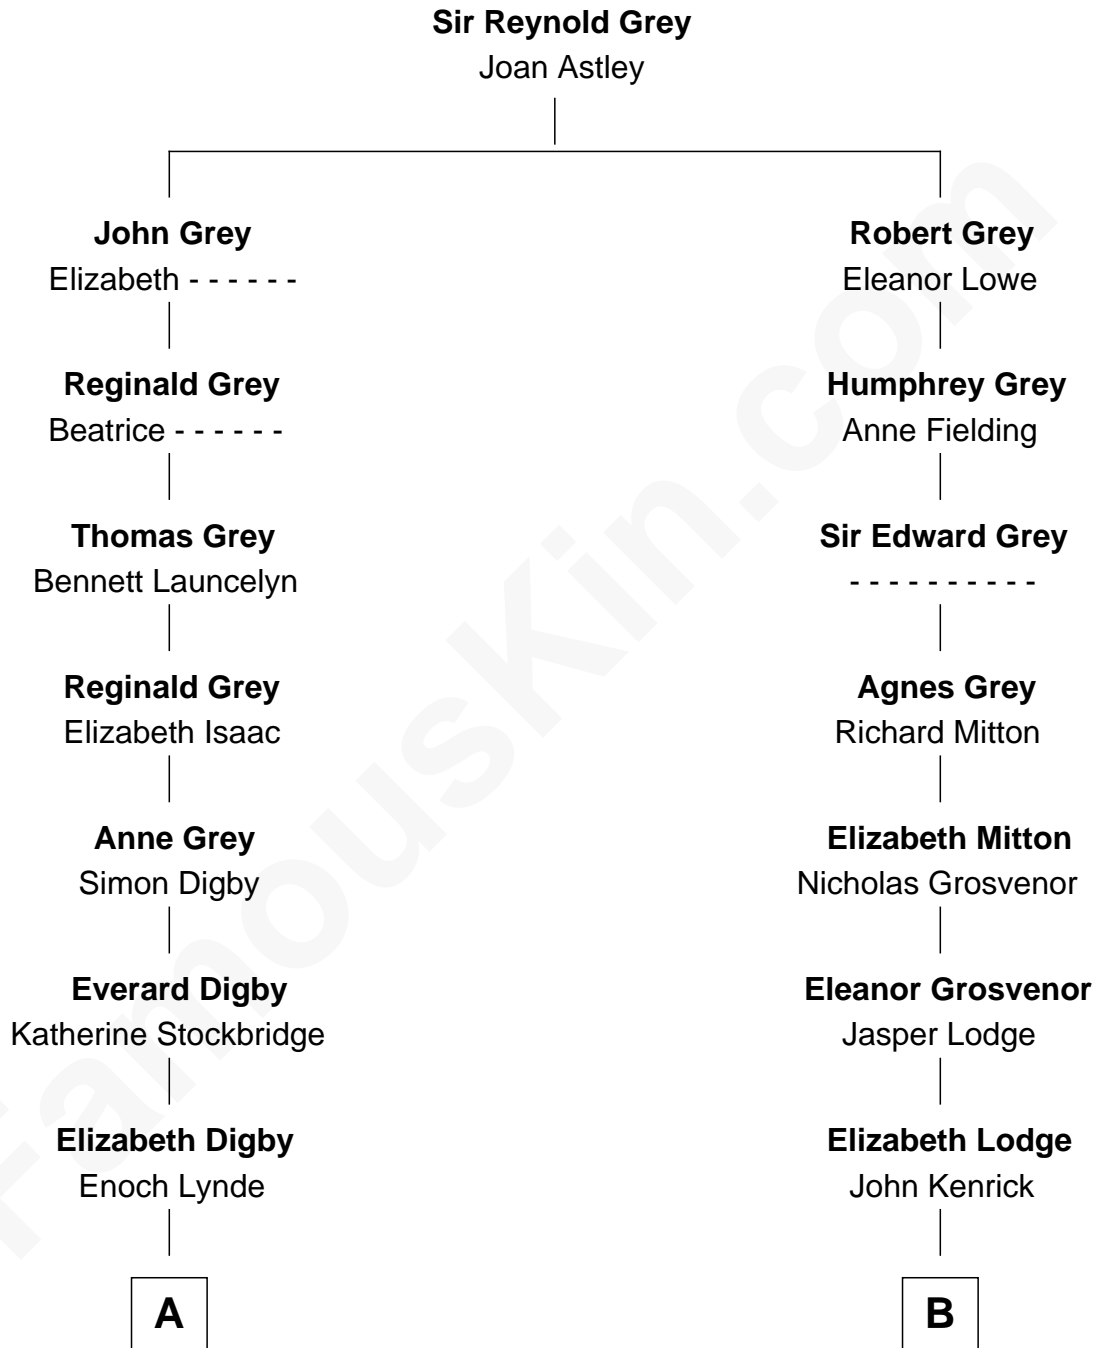 Sir Reynold Grey
Joan Astley
John Grey
Elizabeth - - - - - -
Robert Grey
Eleanor Lowe
Reginald Grey
Beatrice - - - - - -
Humphrey Grey
Anne Fielding
Thomas Grey
Bennett Launcelyn
Sir Edward Grey
- - - - - - - - - -
Reginald Grey
Elizabeth Isaac
Agnes Grey
Richard Mitton
Anne Grey
Simon Digby
Elizabeth Mitton
Nicholas Grosvenor
Everard Digby
Katherine Stockbridge
Eleanor Grosvenor
Jasper Lodge
Elizabeth Digby
Enoch Lynde
Elizabeth Lodge
John Kenrick
A
B
FamousKin.com